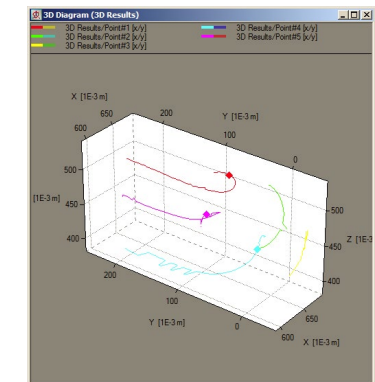 3D Diagram (3D Results)
3D Results/Point#1 [x/y] 3D Results/Point#4 [x/y]
3D Results/Point#2 [x/y] 3D Results/Point#5 [x/y]
3D Results/Point#3 [x/y]
X [1E-3 m]
650 200 Y [1E-3 m]
600 100
0
500
[1E-3 m] 450 500
400 450 Z [1E-3
400
200
100 650
Y [1E-3 m] 0 600 X [1E-3 m]